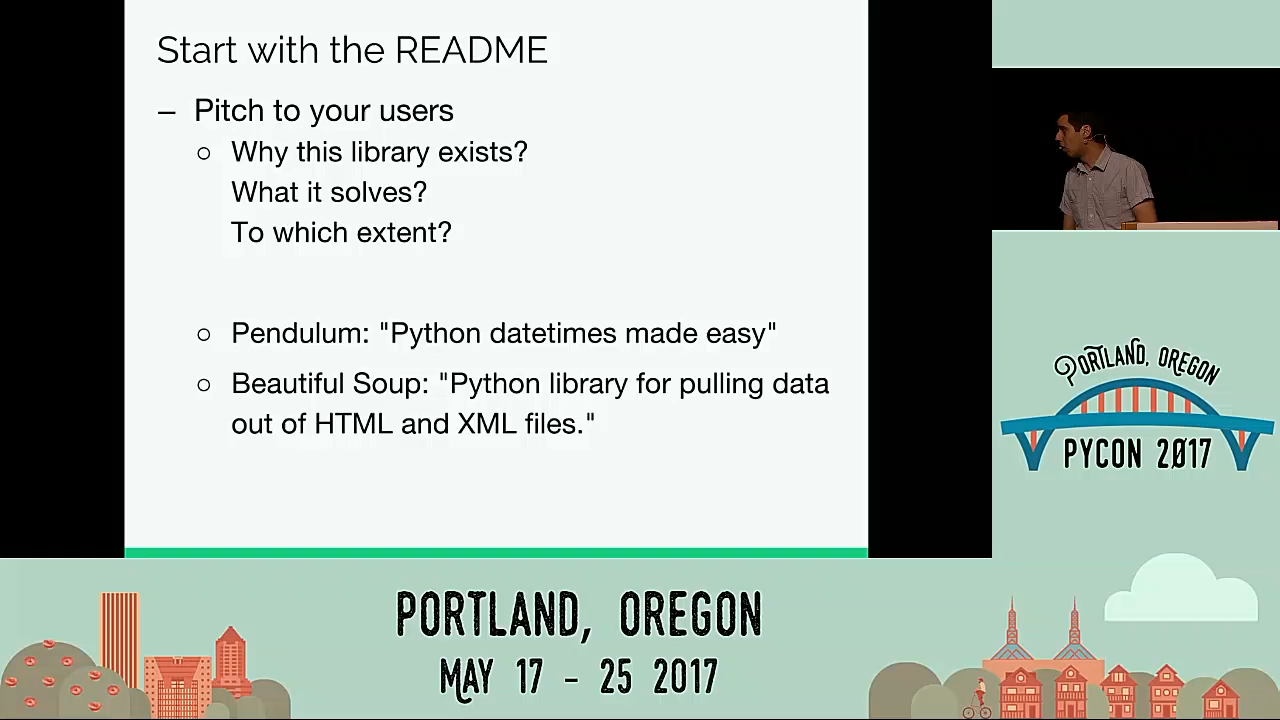 Start with the README
– Pitch to your users
○ Why this library exists?
What it solves?
To which extent?
○ Pendulum: "Python datetimes made easy"
○ Beautiful Soup: "Python library for pulling data
out of HTML and XML files."
PORTLAND, OREGON
PYCON 2017
PORTLAND, OREGON
MAY 17 - 25 2017